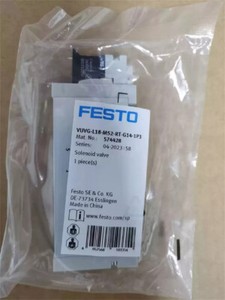 FESTO
VUVG-L18-M52-RT-G14-1P3
Mat. No.: 574428
Series: 04-2023-58
Solenoid valve
1 piece(s)
Festo SE & Co. KG
DE-73734 Esslingen
Made in China
www.festo.com/sp